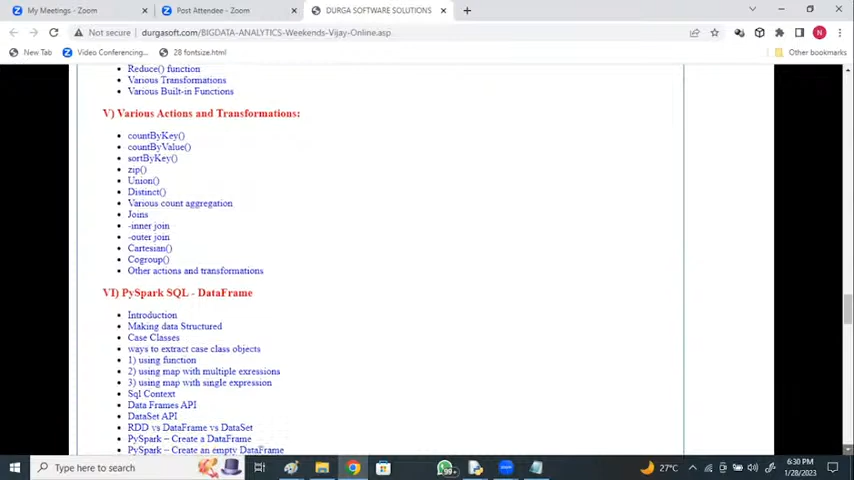 My Meetings - Zoom
Post Attendee - Zoom
DURGA SOFTWARE SOLUTIONS
Not secure
durgasoft.com/BIGDATA-ANALYTICS-Weekends-Vijay-Online.asp
N
New Tab
Video Conferencing...
28 fontsize.html
Other bookmarks
Reduce() function
Various Transformations
Various Built-in Functions
V) Various Actions and Transformations:
countByKey()
countByValue()
sortByKey()
zip()
Union()
Distinct()
Various count aggregation
Joins
-inner join
-outer join
Cartesian()
Cogroup()
Other actions and transformations
VI) PySpark SQL - DataFrame
Introduction
Making data Structured
Case Classes
ways to extract case class objects
1) using function
2) using map with multiple exressions
3) using map with single expression
Sql Context
Data Frames API
DataSet API
RDD vs DataFrame vs DataSet
PySpark – Create a DataFrame
PySpark – Create an empty DataFrame
Type here to search
99+
27°C
6:30 PM
1/28/2023